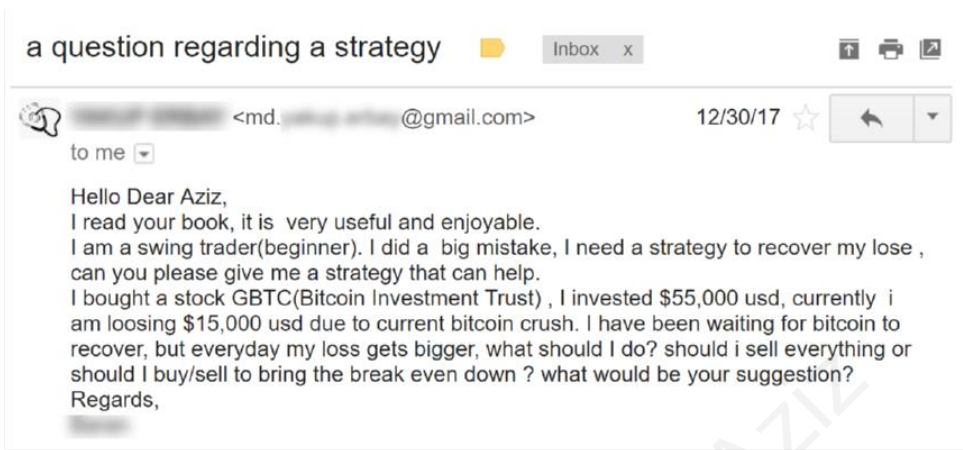 a question regarding a strategy
Inbox x
<md. @gmail.com> 12/30/17
to me
Hello Dear Aziz,
I read your book, it is very useful and enjoyable.
I am a swing trader(beginner). I did a big mistake, I need a strategy to recover my lose ,
can you please give me a strategy that can help.
I bought a stock GBTC(Bitcoin Investment Trust) , I invested $55,000 usd, currently i
am loosing $15,000 usd due to current bitcoin crush. I have been waiting for bitcoin to
recover, but everyday my loss gets bigger, what should I do? should i sell everything or
should I buy/sell to bring the break even down ? what would be your suggestion?
Regards,
AZIZ